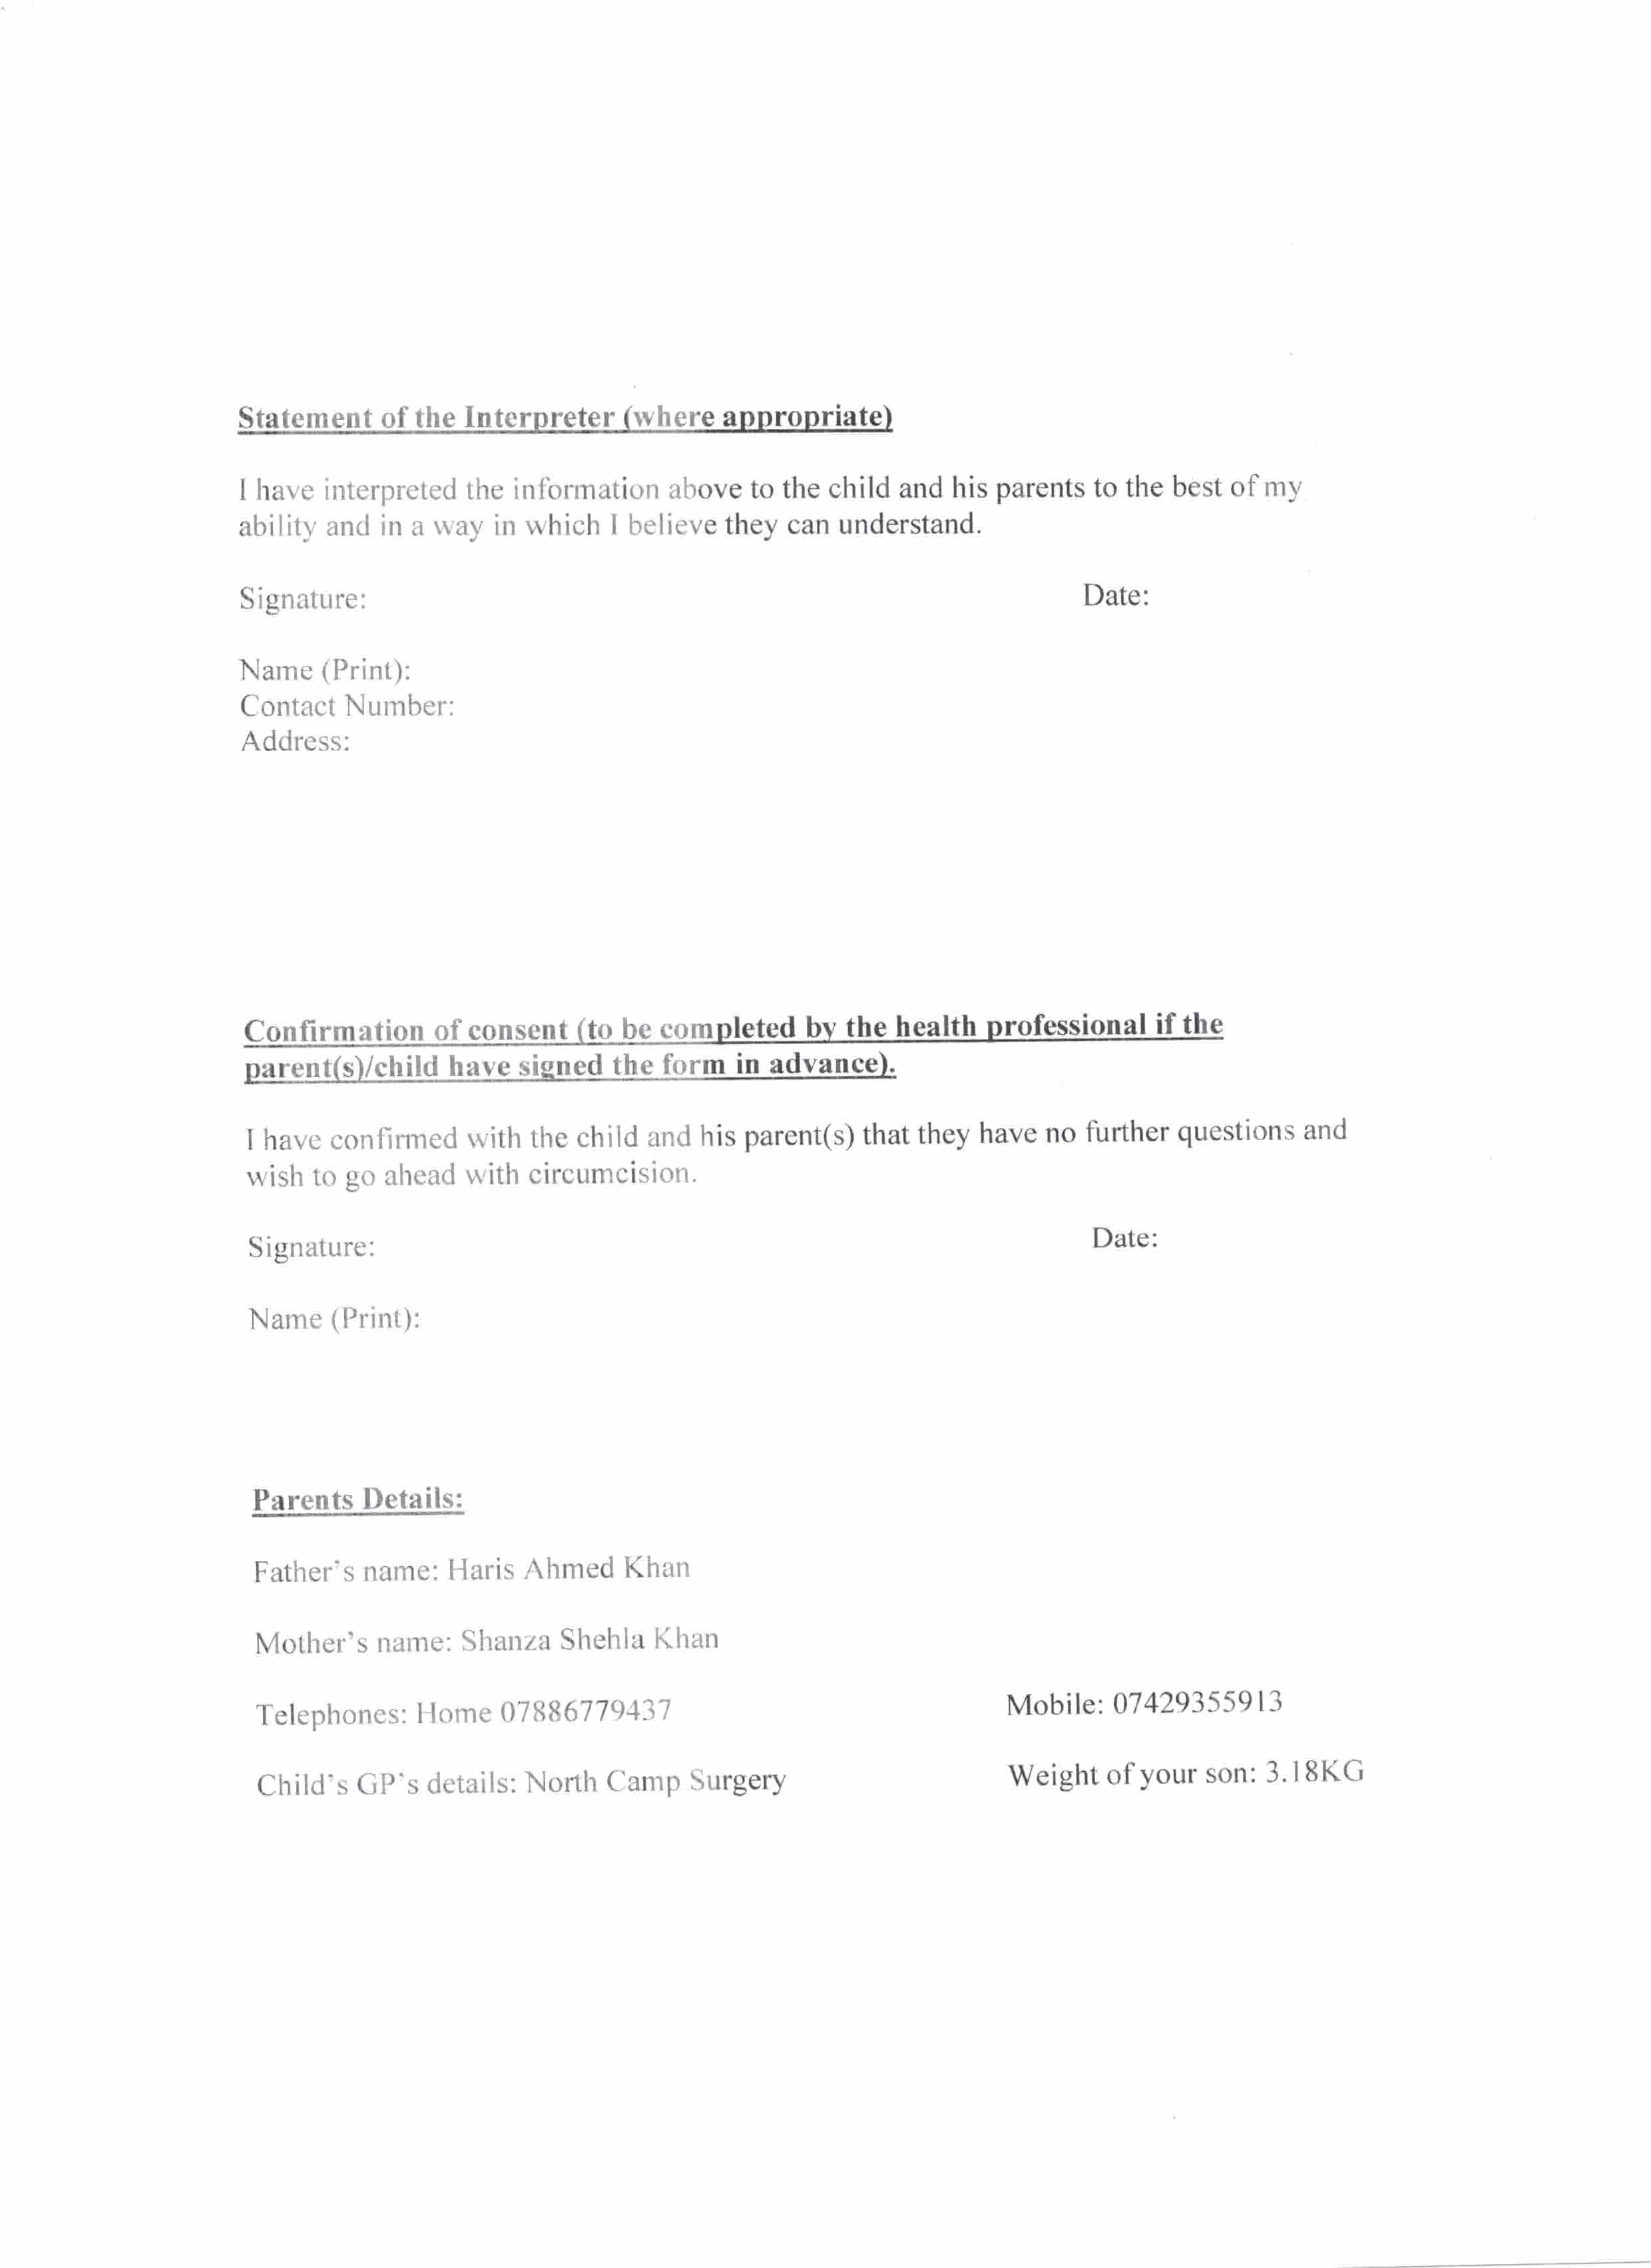 Statement of the Interpreter (where appropriate)
I have interpreted the information above to the child and his parents to the best of my
ability and in a way in which I believe they can understand.
Signature: Date:
Name (Print):
Contact Number:
Address:
Confirmation of consent (to be completed by the health professional if the
parent(s)/child have signed the form in advance).
I have confirmed with the child and his parent(s) that they have no further questions and
wish to go ahead with circumcision.
Signature: Date:
Name (Print):
Parents Details:
Father's name: Haris Ahmed Khan
Mother's name: Shanza Shehla Khan
Telephones: Home 07886779437 Mobile: 07429355913
Child's GP's details: North Camp Surgery Weight of your son: 3.18KG